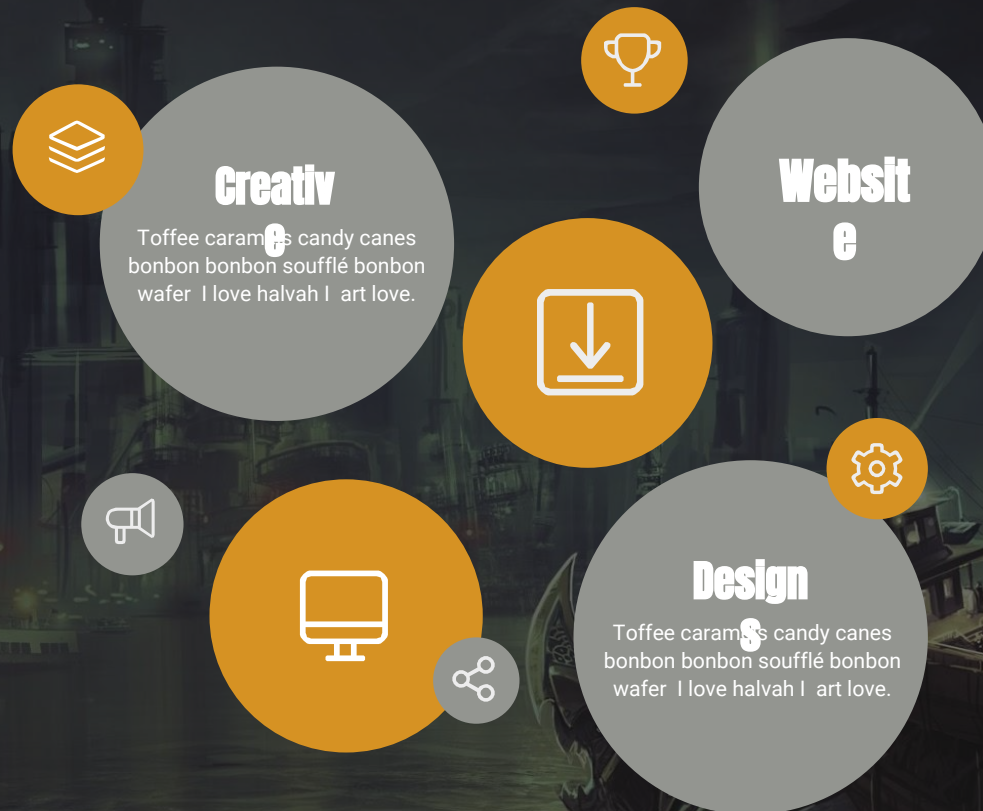 Creativ
e
Toffee caramels candy canes
bonbon bonbon soufflé bonbon
wafer I love halvah I art love.
Websit
e
Design
s
Toffee caramels candy canes
bonbon bonbon soufflé bonbon
wafer I love halvah I art love.